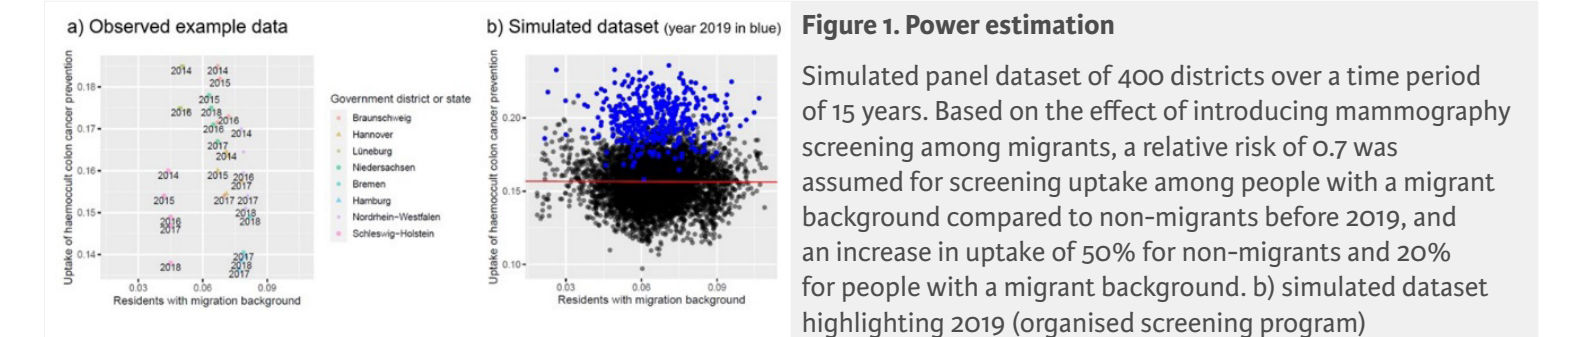 a) Observed example data
Uptake of haemoccult colon cancer prevention
0.18
0.17
0.16
0.15
0.14
2014 2014
2015
2015
2016 2018
2016
2016
2014
2017
2014
2014 2015 2016
2017
2015 2017 2017
2018
2016 2018
2017
2017
2018 2018
2017
0.03 0.06 0.09
Residents with migration background
Government district or state
Braunschweig
Hannover
Lüneburg
Niedersachsen
Bremen
Hamburg
Nordrhein-Westfalen
Schleswig-Holstein
b) Simulated dataset (year 2019 in blue)
Uptake of haemoccult colon cancer prevention
0.20
0.15
0.10
0.03 0.06 0.09
Residents with migration background
Figure 1. Power estimation
Simulated panel dataset of 400 districts over a time period
of 15 years. Based on the effect of introducing mammography
screening among migrants, a relative risk of 0.7 was
assumed for screening uptake among people with a migrant
background compared to non-migrants before 2019, and
an increase in uptake of 50% for non-migrants and 20%
for people with a migrant background. b) simulated dataset
highlighting 2019 (organised screening program)